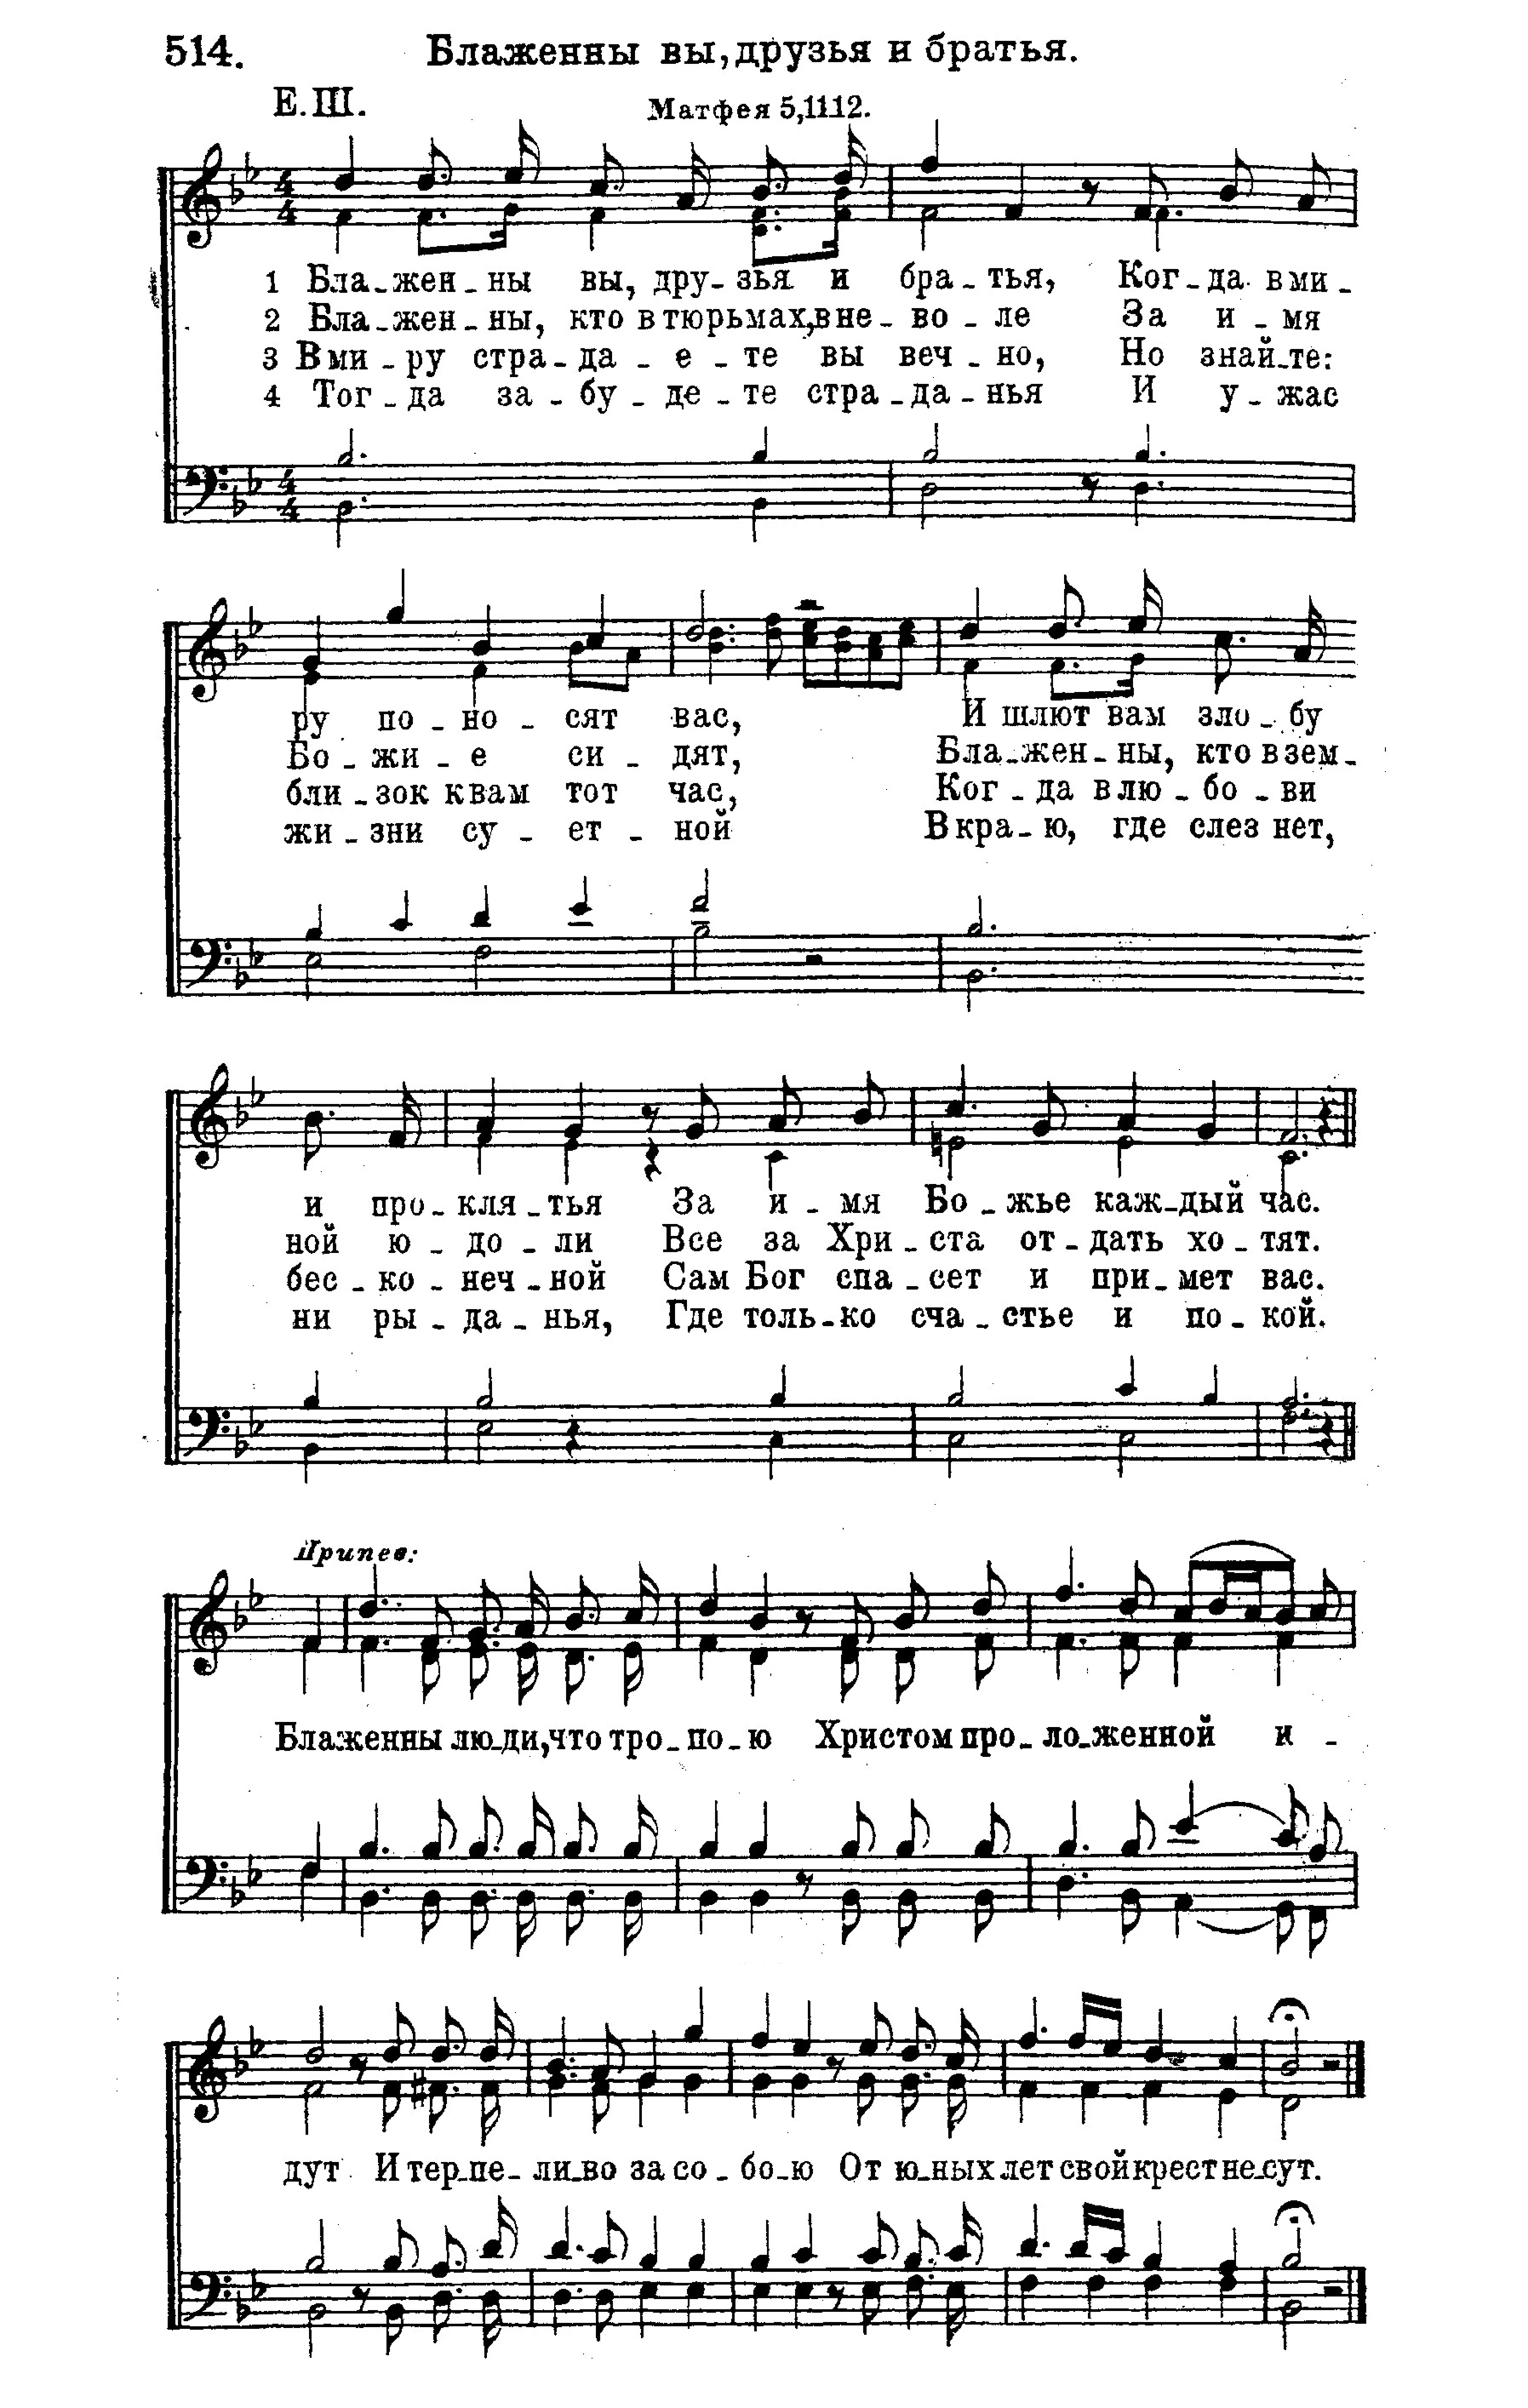 514. Блаженны вы, друзья и братья.
Е. Ш. Матфея 5,1112.
1 Бла-жен-ны вы, дру-зья и бра-тья, Ког-да в ми-
2 Бла-жен-ны, кто в тюрьмах, в не-во-ле За и-мя
3 В ми-ру стра-да-е-те вы веч-но, Но знай-те:
4 Тог-да за-бу-де-те стра-да-нья И у-жас
ру по-но-сят вас, И шлют вам зло-бу
Бо-жи-е си-дят, Бла-жен-ны, кто в зем-
бли-зок к вам тот час, Ког-да в лю-бо-ви
жи-зни су-ет-ной В кра-ю, где слез нет,
и про-кля-тья За и-мя Бо-жье каж-дый час.
ной ю-до-ли Все за Хри-ста от-дать хо-тят.
бес-ко-неч-ной Сам Бог спа-сет и при-мет вас.
ни ры-да-нья, Где толь-ко сча-стье и по-кой.
Припев:
Блаженны лю-ди, что тро-по-ю Христом про-ло-женной и-
дут И тер-пе-ли-во за со-бо-ю От ю-ных лет свой крест не-сут.